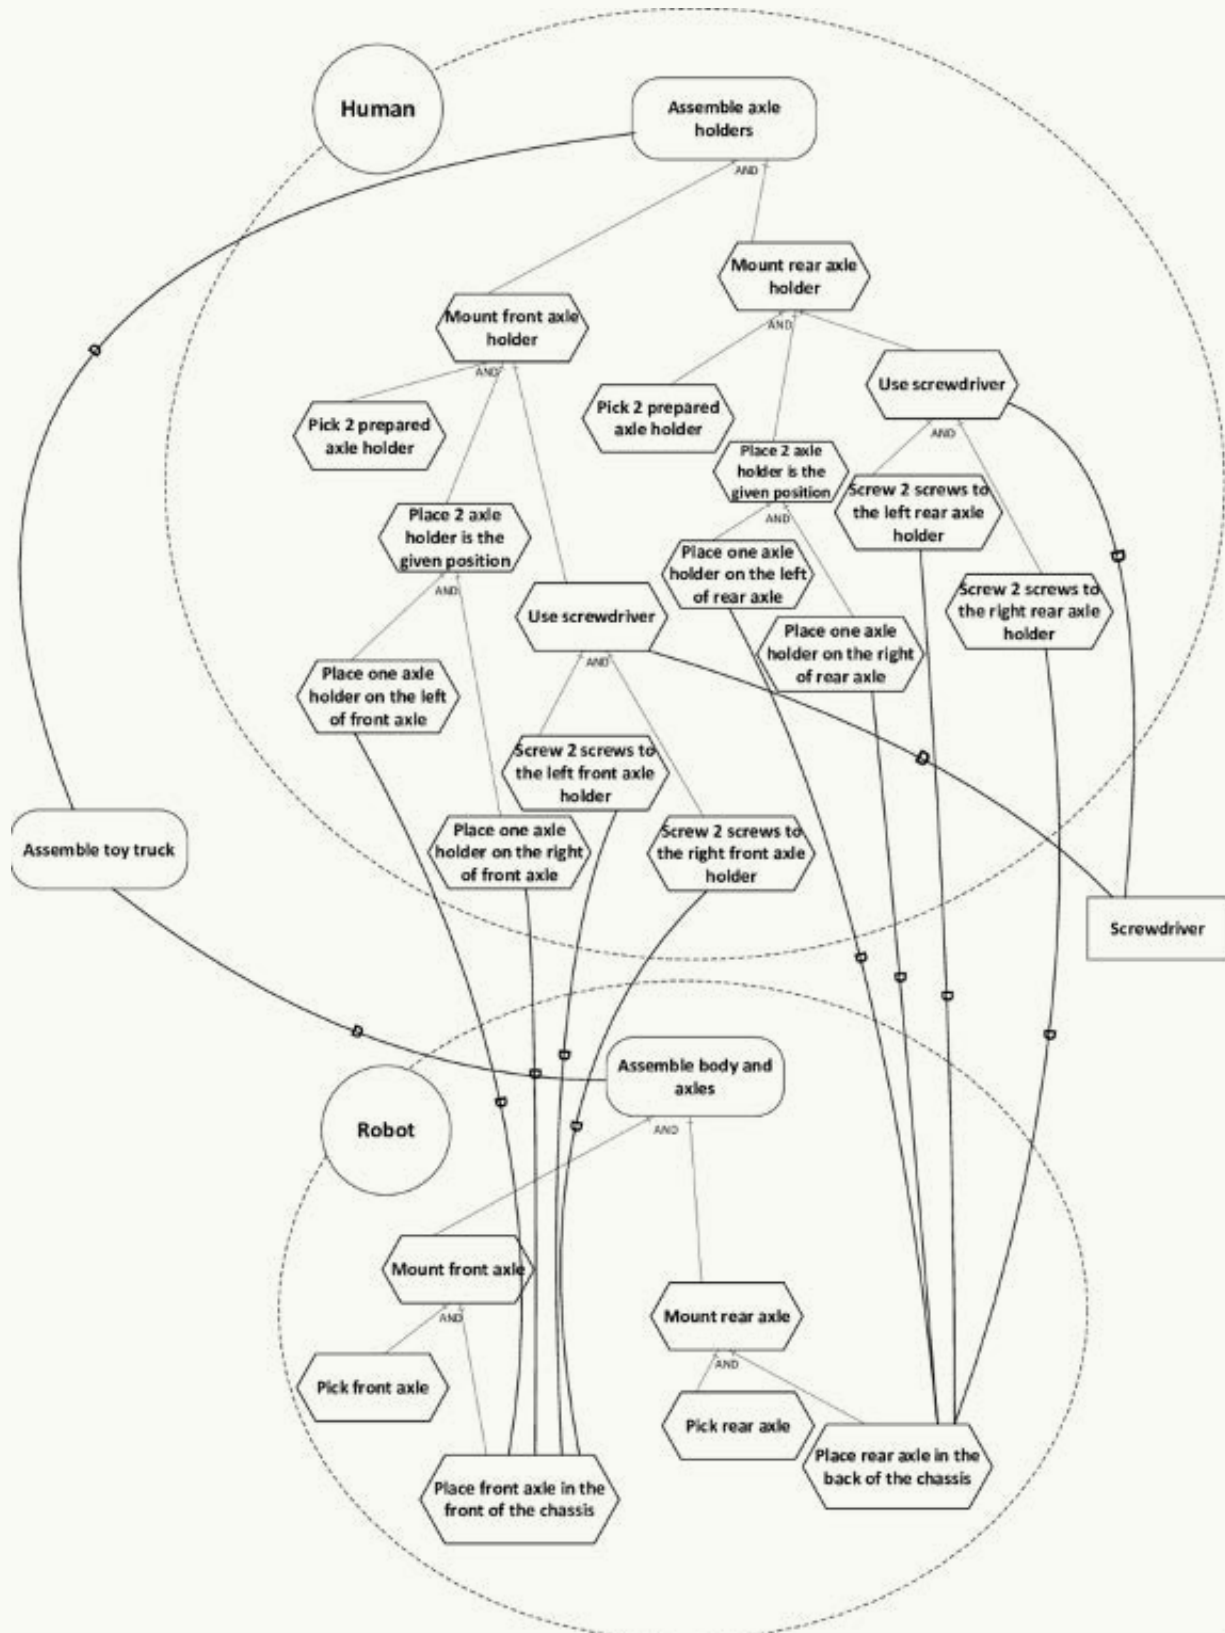 Human
Assemble axle
holders
AND
Mount rear axle
holder
AND
Mount front axle
holder
AND
Use screwdriver
AND
Pick 2 prepared
axle holder
Pick 2 prepared
axle holder
Place 2 axle
holder is the
given position
AND
Screw 2 screws to
the left rear axle
holder
Place 2 axle
holder is the
given position
AND
Place one axle
holder on the left
of rear axle
Screw 2 screws to
the right rear axle
holder
Use screwdriver
AND
Place one axle
holder on the right
of rear axle
Place one axle
holder on the left
of front axle
Screw 2 screws to
the left front axle
holder
Place one axle
holder on the right
of front axle
Screw 2 screws to
the right front axle
holder
Assemble toy truck
Screwdriver
D
D
D
D
D
D
D
D
D
D
D
D
Assemble body and
axles
AND
Robot
Mount front axle
AND
Mount rear axle
AND
Pick front axle
Pick rear axle
Place rear axle in the
back of the chassis
Place front axle in the
front of the chassis